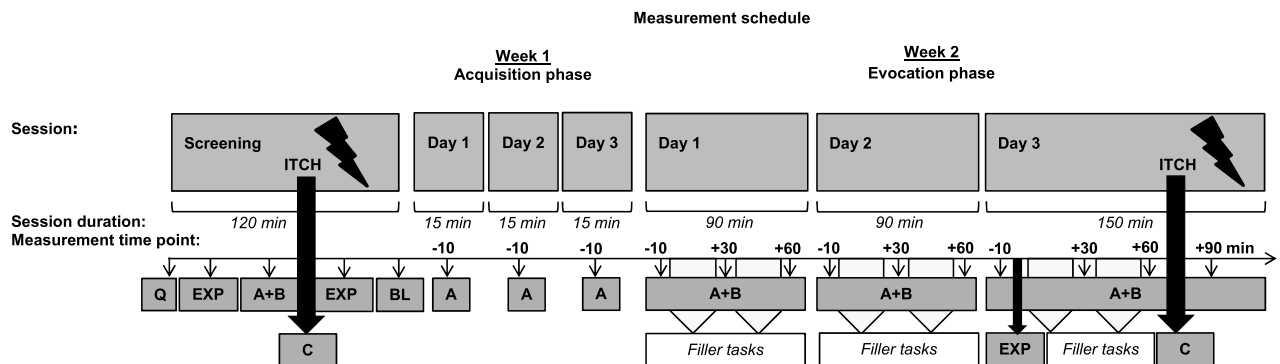 Measurement schedule
Week 1
Acquisition phase
Week 2
Evocation phase
Session:
Screening
ITCH
Day 1
Day 2
Day 3
Day 1
Day 2
Day 3
ITCH
Session duration:
120 min
15 min
15 min
15 min
90 min
90 min
150 min
Measurement time point:
-10
-10
-10
-10
+30
+60
-10
+30
+60
-10
+30
+60
+90 min
Q
EXP
A+B
EXP
BL
A
A
A
A+B
A+B
A+B
C
Filler tasks
Filler tasks
EXP
Filler tasks
C